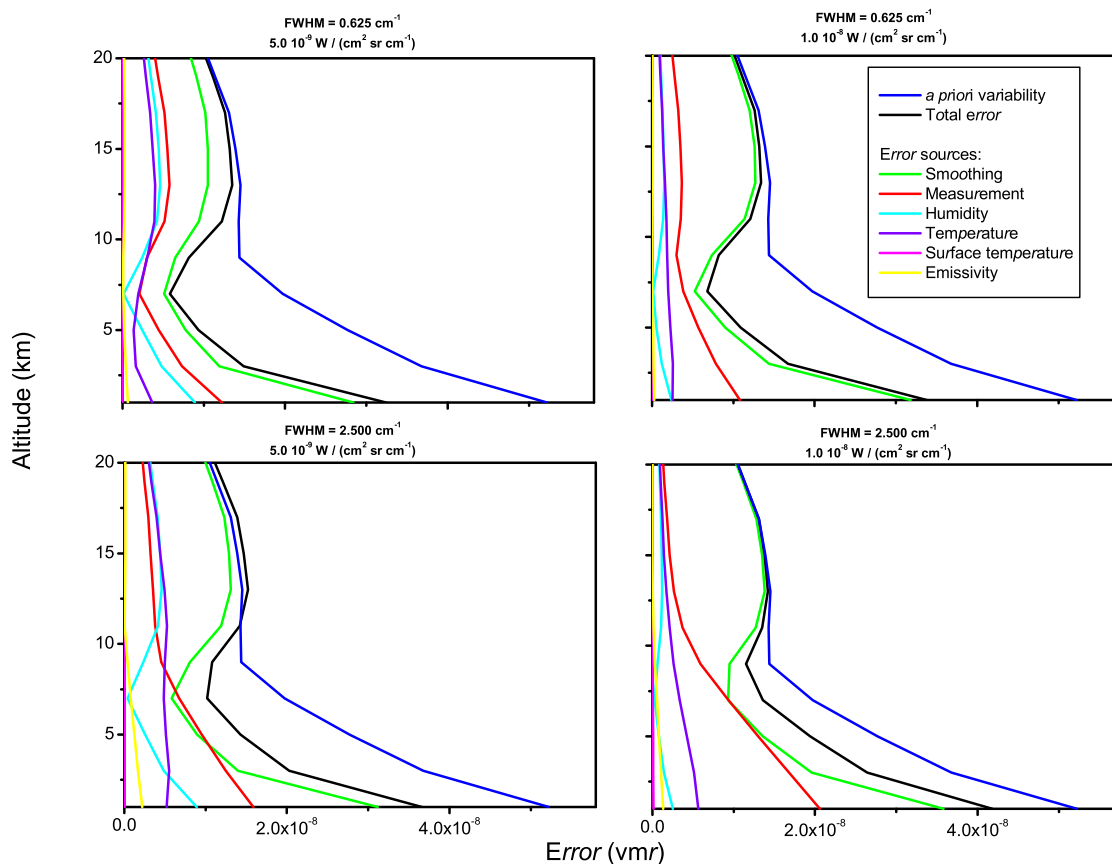 FWHM = 0.625 cm⁻¹
5.0 10⁻⁹ W / (cm² sr cm⁻¹)
FWHM = 0.625 cm⁻¹
1.0 10⁻⁸ W / (cm² sr cm⁻¹)
20
15
10
5
a priori variability
Total error
Error sources:
Smoothing
Measurement
Humidity
Temperature
Surface temperature
Emissivity
Altitude (km)
FWHM = 2.500 cm⁻¹
5.0 10⁻⁹ W / (cm² sr cm⁻¹)
FWHM = 2.500 cm⁻¹
1.0 10⁻⁸ W / (cm² sr cm⁻¹)
20
15
10
5
0.0
2.0x10⁻⁸
4.0x10⁻⁸
0.0
2.0x10⁻⁸
4.0x10⁻⁸
Error (vmr)